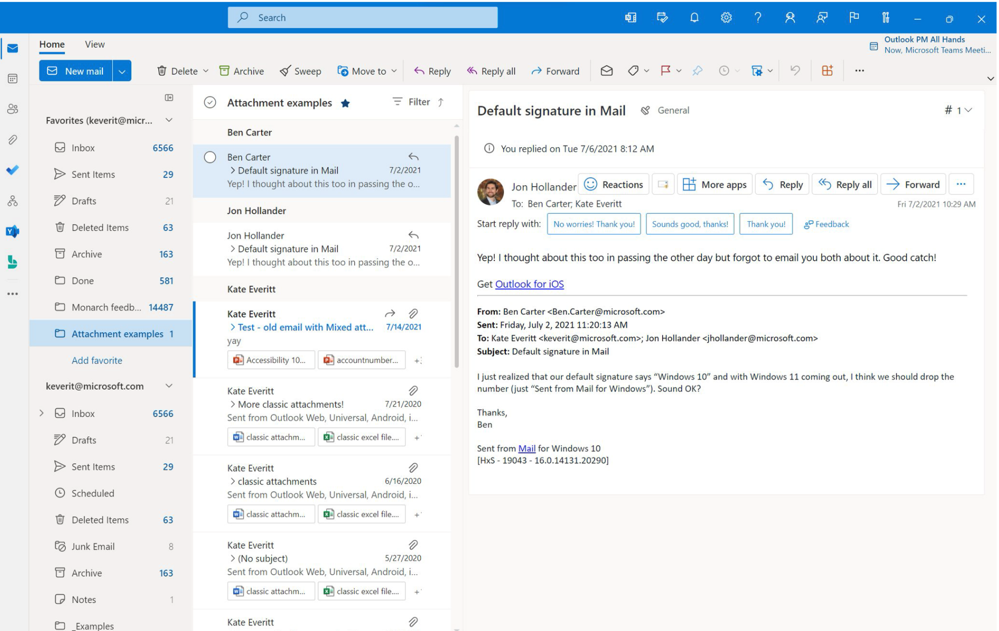 Search
Home View
Outlook PM All Hands
Now, Microsoft Teams Meeti...
New mail Delete Archive Sweep Move to Reply Reply all Forward
Favorites (keverit@micr...
Inbox 6566
Sent Items 29
Drafts 21
Deleted Items 63
Archive 163
Done 581
Monarch feedb... 14487
Attachment examples 1
Add favorite
keverit@microsoft.com
Inbox 6566
Drafts 21
Sent Items 29
Scheduled
Deleted Items 63
Junk Email 8
Archive 163
Notes 1
_Examples
Attachment examples Filter
Ben Carter
Ben Carter
Default signature in Mail 7/2/2021
Yep! I thought about this too in passing the o...
Jon Hollander
Jon Hollander
Default signature in Mail 7/2/2021
Yep! I thought about this too in passing the o...
Kate Everitt
Kate Everitt
Test - old email with Mixed att... 7/14/2021
yay
Accessibility 10... accountnumber...
Kate Everitt
More classic attachments! 7/21/2020
Sent from Outlook Web, Universal, Android, i...
classic attachm... classic excel file....
Kate Everitt
classic attachments 6/16/2020
Sent from Outlook Web, Universal, Android, i...
classic attachm... classic excel file....
Kate Everitt
(No subject) 5/27/2020
Sent from Outlook Web, Universal, Android, i...
classic attachm... classic excel file....
Kate Everitt
Default signature in Mail General # 1
You replied on Tue 7/6/2021 8:12 AM
Jon Hollander Reactions More apps Reply Reply all Forward
To: Ben Carter; Kate Everitt Fri 7/2/2021 10:29 AM
Start reply with: No worries! Thank you! Sounds good, thanks! Thank you! Feedback
Yep! I thought about this too in passing the other day but forgot to email you both about it. Good catch!
Get Outlook for iOS
From: Ben Carter <Ben.Carter@microsoft.com>
Sent: Friday, July 2, 2021 11:20:13 AM
To: Kate Everitt <keverit@microsoft.com>; Jon Hollander <jhollander@microsoft.com>
Subject: Default signature in Mail
I just realized that our default signature says “Windows 10” and with Windows 11 coming out, I think we should drop the
number (just “Sent from Mail for Windows”). Sound OK?
Thanks,
Ben
Sent from Mail for Windows 10
[HxS - 19043 - 16.0.14131.20290]